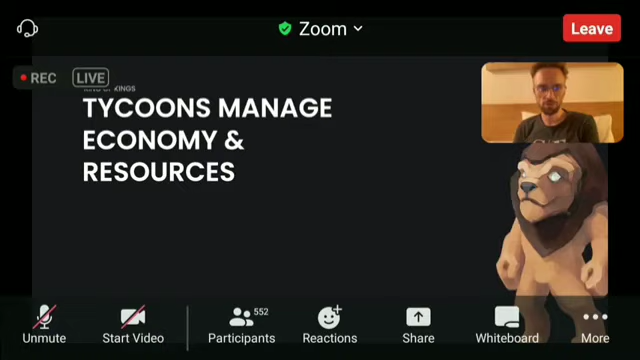 Zoom
Leave
REC
LIVE
TYCOONS MANAGE
ECONOMY &
RESOURCES
552
Unmute
Start Video
Participants
Reactions
Share
Whiteboard
More